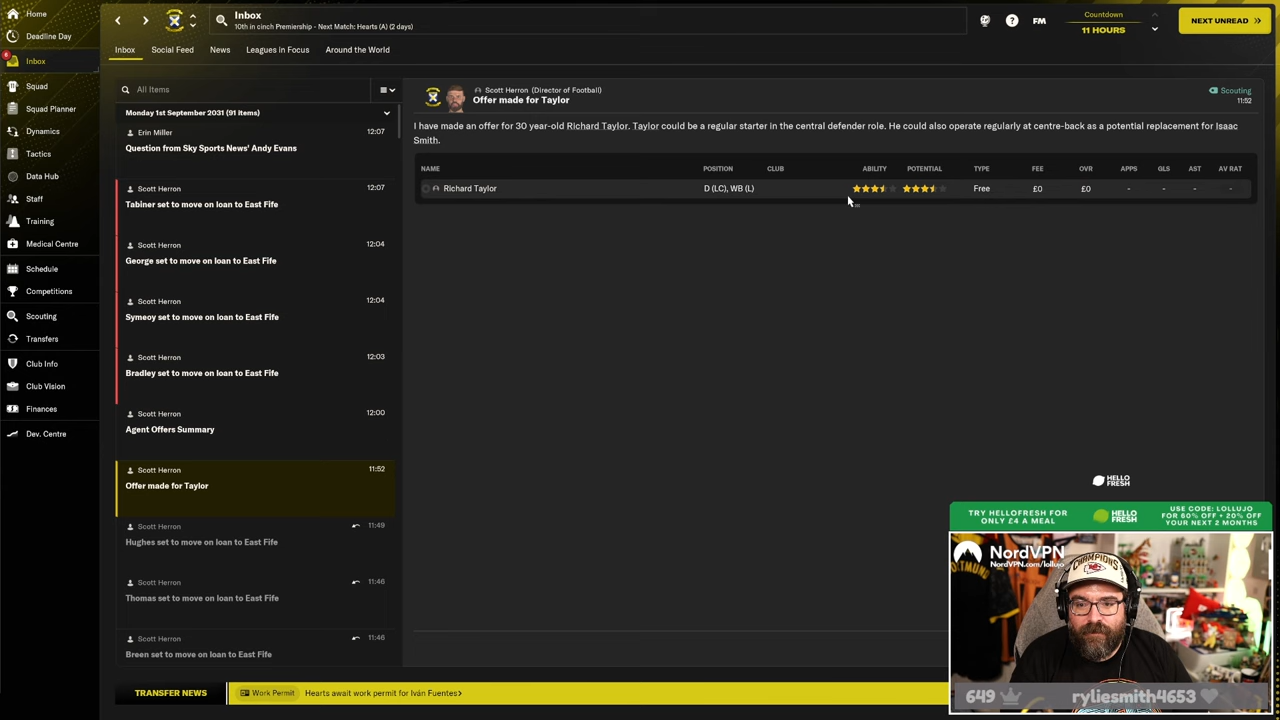 Home
Deadline Day
6
Inbox
Squad
Squad Planner
Dynamics
Tactics
Data Hub
Staff
Training
Medical Centre
Schedule
Competitions
Scouting
Transfers
Club Info
Club Vision
Finances
Dev. Centre
Inbox
10th in cinch Premiership - Next Match: Hearts (A) (2 days)
FM
Countdown
11 HOURS
NEXT UNREAD
Inbox
Social Feed
News
Leagues in Focus
Around the World
All Items
Monday 1st September 2031 (91 items)
Erin Miller
12:07
Question from Sky Sports News' Andy Evans
Scott Herron
12:07
Tabiner set to move on loan to East Fife
Scott Herron
12:04
George set to move on loan to East Fife
Scott Herron
12:04
Symeoy set to move on loan to East Fife
Scott Herron
12:03
Bradley set to move on loan to East Fife
Scott Herron
12:00
Agent Offers Summary
Scott Herron
11:52
Offer made for Taylor
Scott Herron
11:49
Hughes set to move on loan to East Fife
Scott Herron
11:46
Thomas set to move on loan to East Fife
Scott Herron
11:46
Breen set to move on loan to East Fife
Scott Herron (Director of Football)
Offer made for Taylor
Scouting
11:52
I have made an offer for 30 year-old Richard Taylor. Taylor could be a regular starter in the central defender role. He could also operate regularly at centre-back as a potential replacement for Isaac
Smith.
NAME POSITION CLUB ABILITY POTENTIAL TYPE FEE OVR APPS GLS AST AV RAT
Richard Taylor D (LC), WB (L) Free £0 £0 - - - -
HELLO FRESH
TRY HELLOFRESH FOR
ONLY £4 A MEAL
HELLO FRESH
USE CODE: LOLLUJO
FOR 60% OFF + 20% OFF
YOUR NEXT 2 MONTHS
NordVPN
NordVPN.com/lollujo
CHAMPIONS
KC
DORTMUND
649
ryliesmith4653
TRANSFER NEWS
Work Permit
Hearts await work permit for Iván Fuentes>